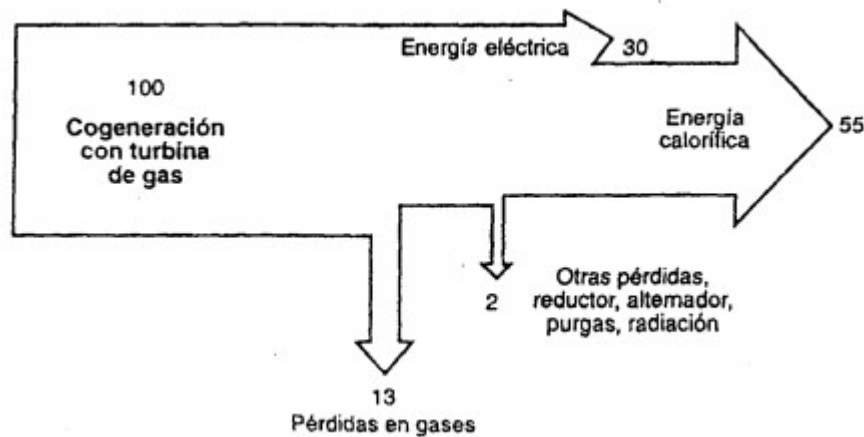 Energía eléctrica
30
100
Cogeneración
con turbina
de gas
Energía
calorífica
55
Otras pérdidas,
reductor, alternador,
purgas, radiación
2
13
Pérdidas en gases